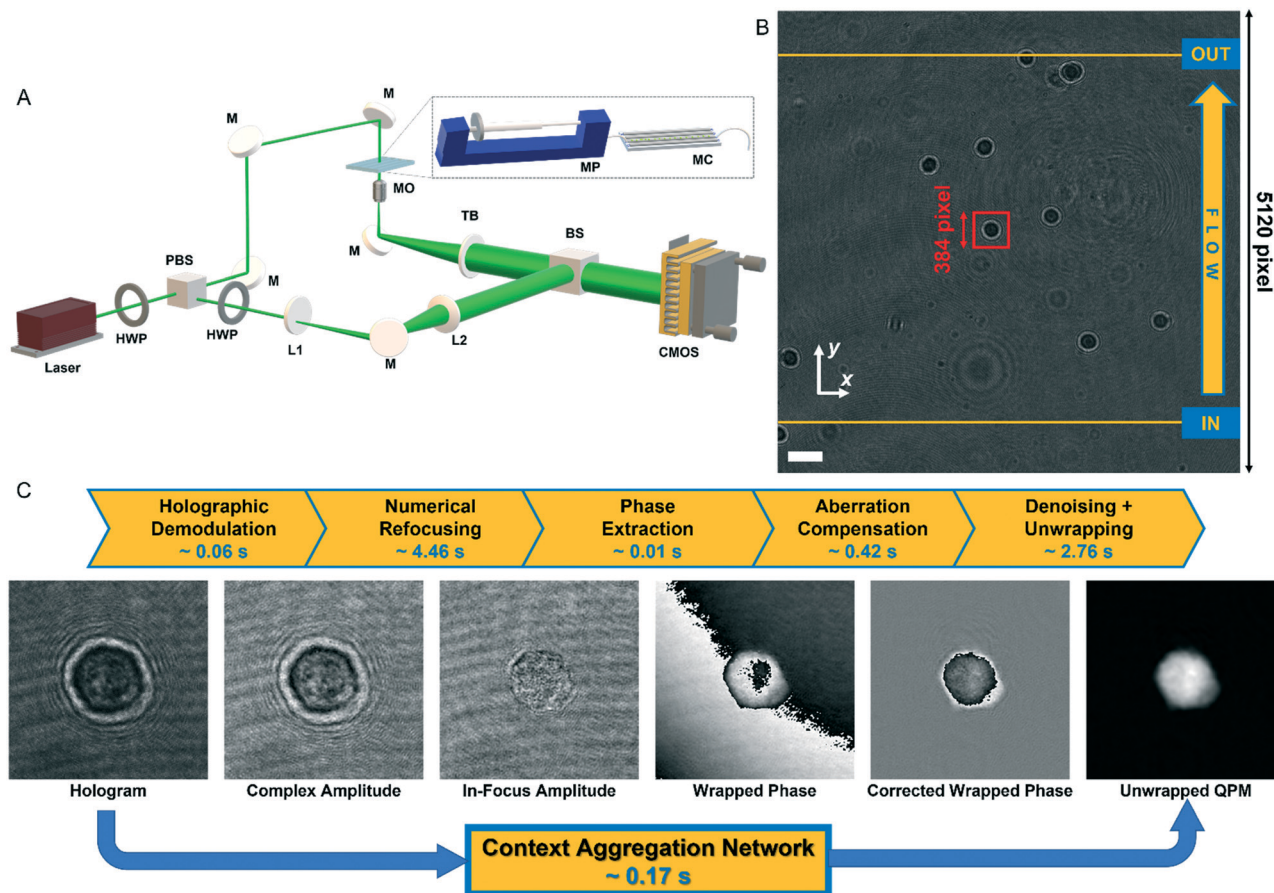 A
M
M
MO
MP
MC
TB
BS
PBS
M
M
HWP
HWP
L1
L2
M
Laser
CMOS
B
OUT
FLOW
384 pixel
5120 pixel
y
x
IN
C
Holographic
Demodulation
~ 0.06 s
Numerical
Refocusing
~ 4.46 s
Phase
Extraction
~ 0.01 s
Aberration
Compensation
~ 0.42 s
Denoising +
Unwrapping
~ 2.76 s
Hologram
Complex Amplitude
In-Focus Amplitude
Wrapped Phase
Corrected Wrapped Phase
Unwrapped QPM
Context Aggregation Network
~ 0.17 s